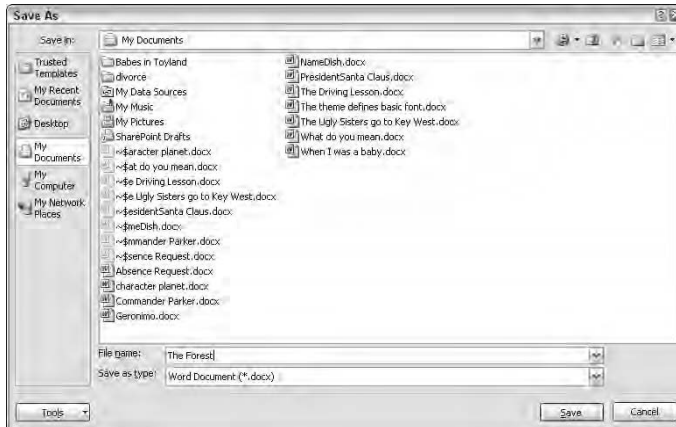 Save As
Save in:
My Documents
Trusted
Templates
My Recent
Documents
Desktop
My
Documents
My
Computer
My Network
Places
Babes in Toyland
divorce
My Data Sources
My Music
My Pictures
SharePoint Drafts
~$aracter planet.docx
~$at do you mean.docx
~$e Driving Lesson.docx
~$e Ugly Sisters go to Key West.docx
~$esidentSanta Claus.docx
~$meDish.docx
~$mmander Parker.docx
~$sence Request.docx
Absence Request.docx
character planet.docx
Commander Parker.docx
Geronimo.docx
NameDish.docx
PresidentSanta Claus.docx
The Driving Lesson.docx
The theme defines basic font.docx
The Ugly Sisters go to Key West.docx
What do you mean.docx
When I was a baby.docx
File name:
The Forest
Save as type:
Word Document (*.docx)
Tools
Save
Cancel